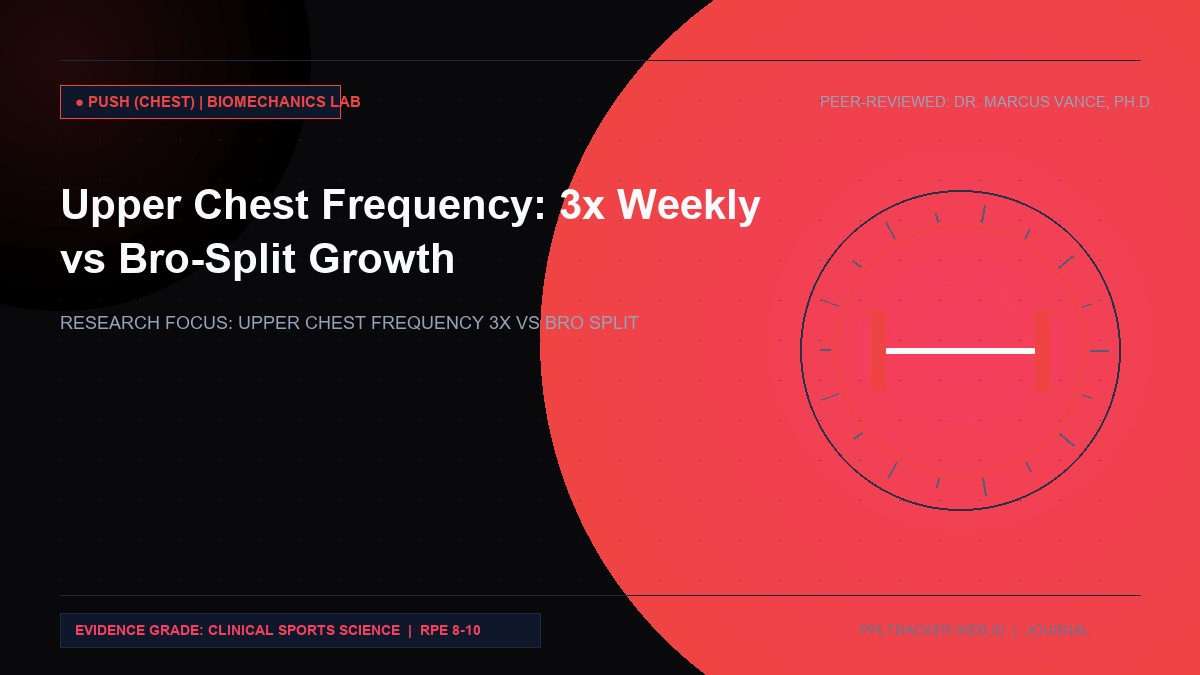 ● PUSH (CHEST) | BIOMECHANICS LAB
PEER-REVIEWED: DR. MARCUS VANCE, PH.D.
Upper Chest Frequency: 3x Weekly
vs Bro-Split Growth
RESEARCH FOCUS: UPPER CHEST FREQUENCY 3X VS BRO SPLIT
EVIDENCE GRADE: CLINICAL SPORTS SCIENCE | RPE 8-10
PPLTRACKER.WEB.ID | JOURNAL